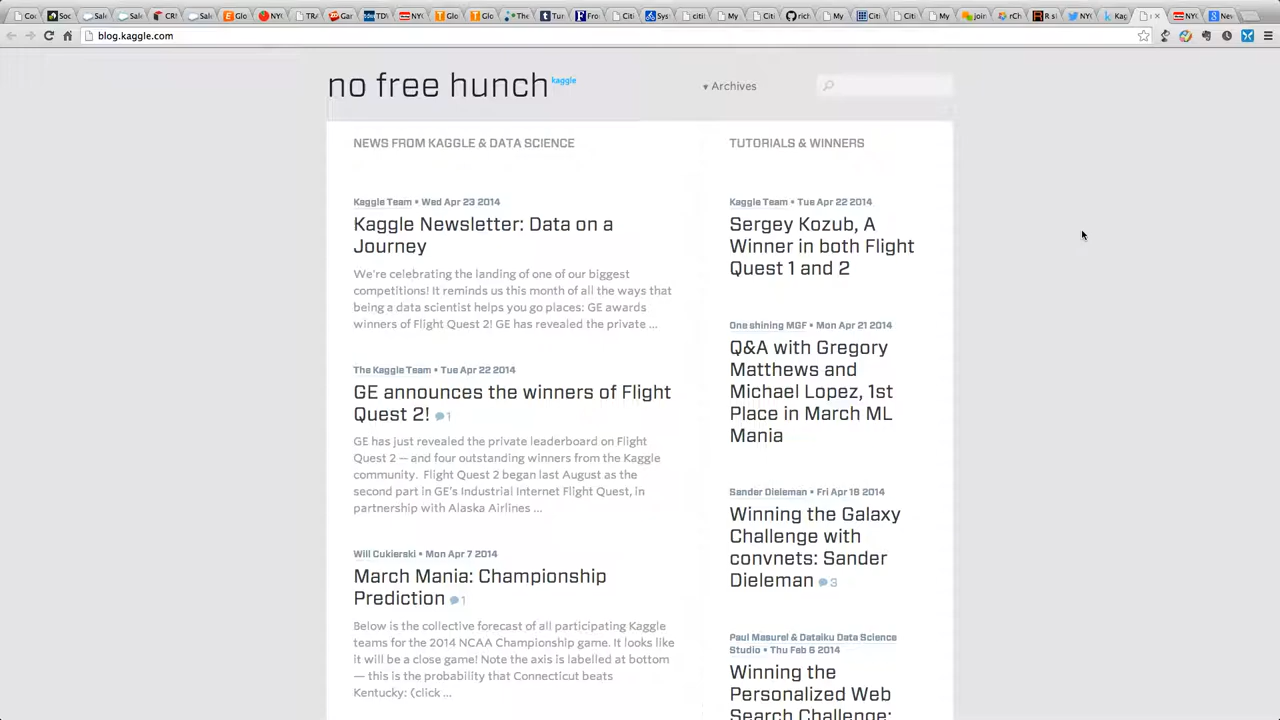 Sale
Sale
NYC
blog.kaggle.com
no free hunch kaggle
▾ Archives
NEWS FROM KAGGLE & DATA SCIENCE
Kaggle Team • Wed Apr 23 2014
Kaggle Newsletter: Data on a
Journey
We're celebrating the landing of one of our biggest
competitions! It reminds us this month of all the ways that
being a data scientist helps you go places: GE awards
winners of Flight Quest 2! GE has revealed the private ...
The Kaggle Team • Tue Apr 22 2014
GE announces the winners of Flight
Quest 2! 1
GE has just revealed the private leaderboard on Flight
Quest 2 — and four outstanding winners from the Kaggle
community. Flight Quest 2 began last August as the
second part in GE's Industrial Internet Flight Quest, in
partnership with Alaska Airlines ...
Will Cukierski • Mon Apr 7 2014
March Mania: Championship
Prediction 1
Below is the collective forecast of all participating Kaggle
teams for the 2014 NCAA Championship game. It looks like
it will be a close game! Note the axis is labelled at bottom
— this is the probability that Connecticut beats
Kentucky: (click ...
TUTORIALS & WINNERS
Kaggle Team • Tue Apr 22 2014
Sergey Kozub, A
Winner in both Flight
Quest 1 and 2
One shining MGF • Mon Apr 21 2014
Q&A with Gregory
Matthews and
Michael Lopez, 1st
Place in March ML
Mania
Sander Dieleman • Fri Apr 18 2014
Winning the Galaxy
Challenge with
convnets: Sander
Dieleman 3
Paul Masurel & Dataiku Data Science
Studio • Thu Feb 6 2014
Winning the
Personalized Web
Search Challenge: